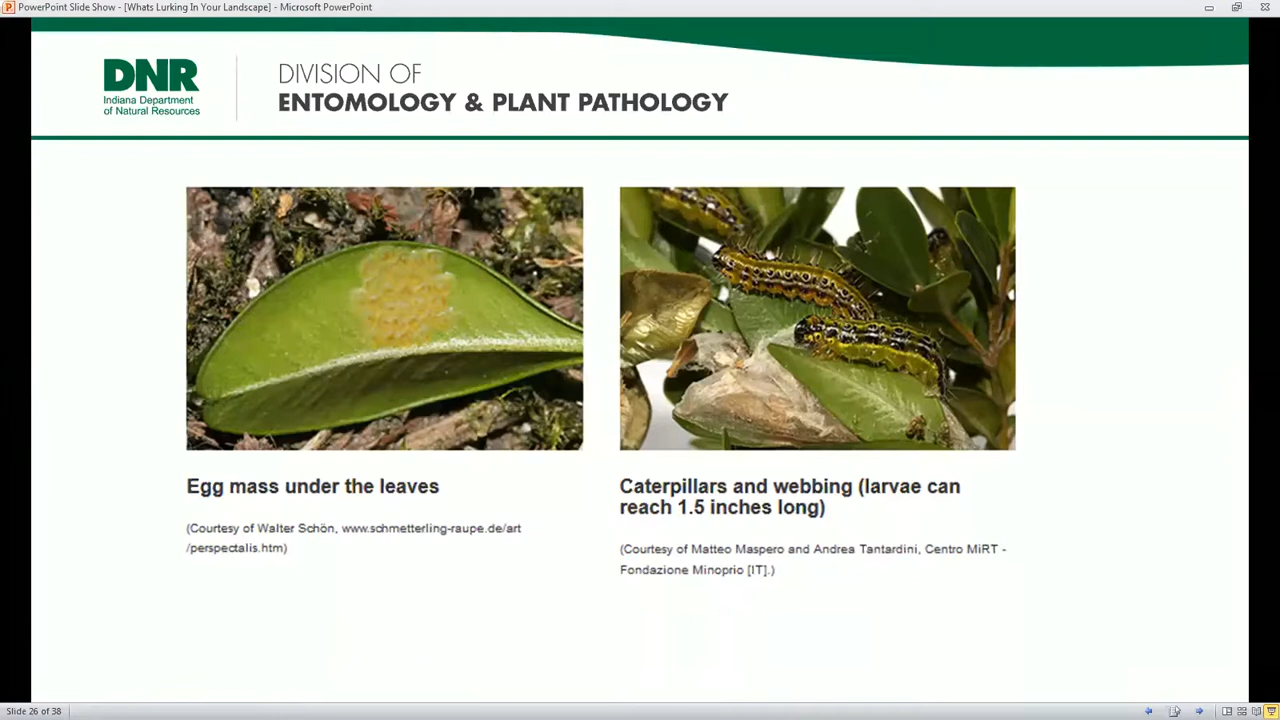 PowerPoint Slide Show - [Whats Lurking In Your Landscape] - Microsoft PowerPoint
DNR
Indiana Department
of Natural Resources
DIVISION OF
ENTOMOLOGY & PLANT PATHOLOGY
Egg mass under the leaves
(Courtesy of Walter Schön, www.schmetterling-raupe.de/art
/perspectalis.htm)
Caterpillars and webbing (larvae can
reach 1.5 inches long)
(Courtesy of Matteo Maspero and Andrea Tantardini, Centro MiRT -
Fondazione Minoprio [IT].)
Slide 26 of 38